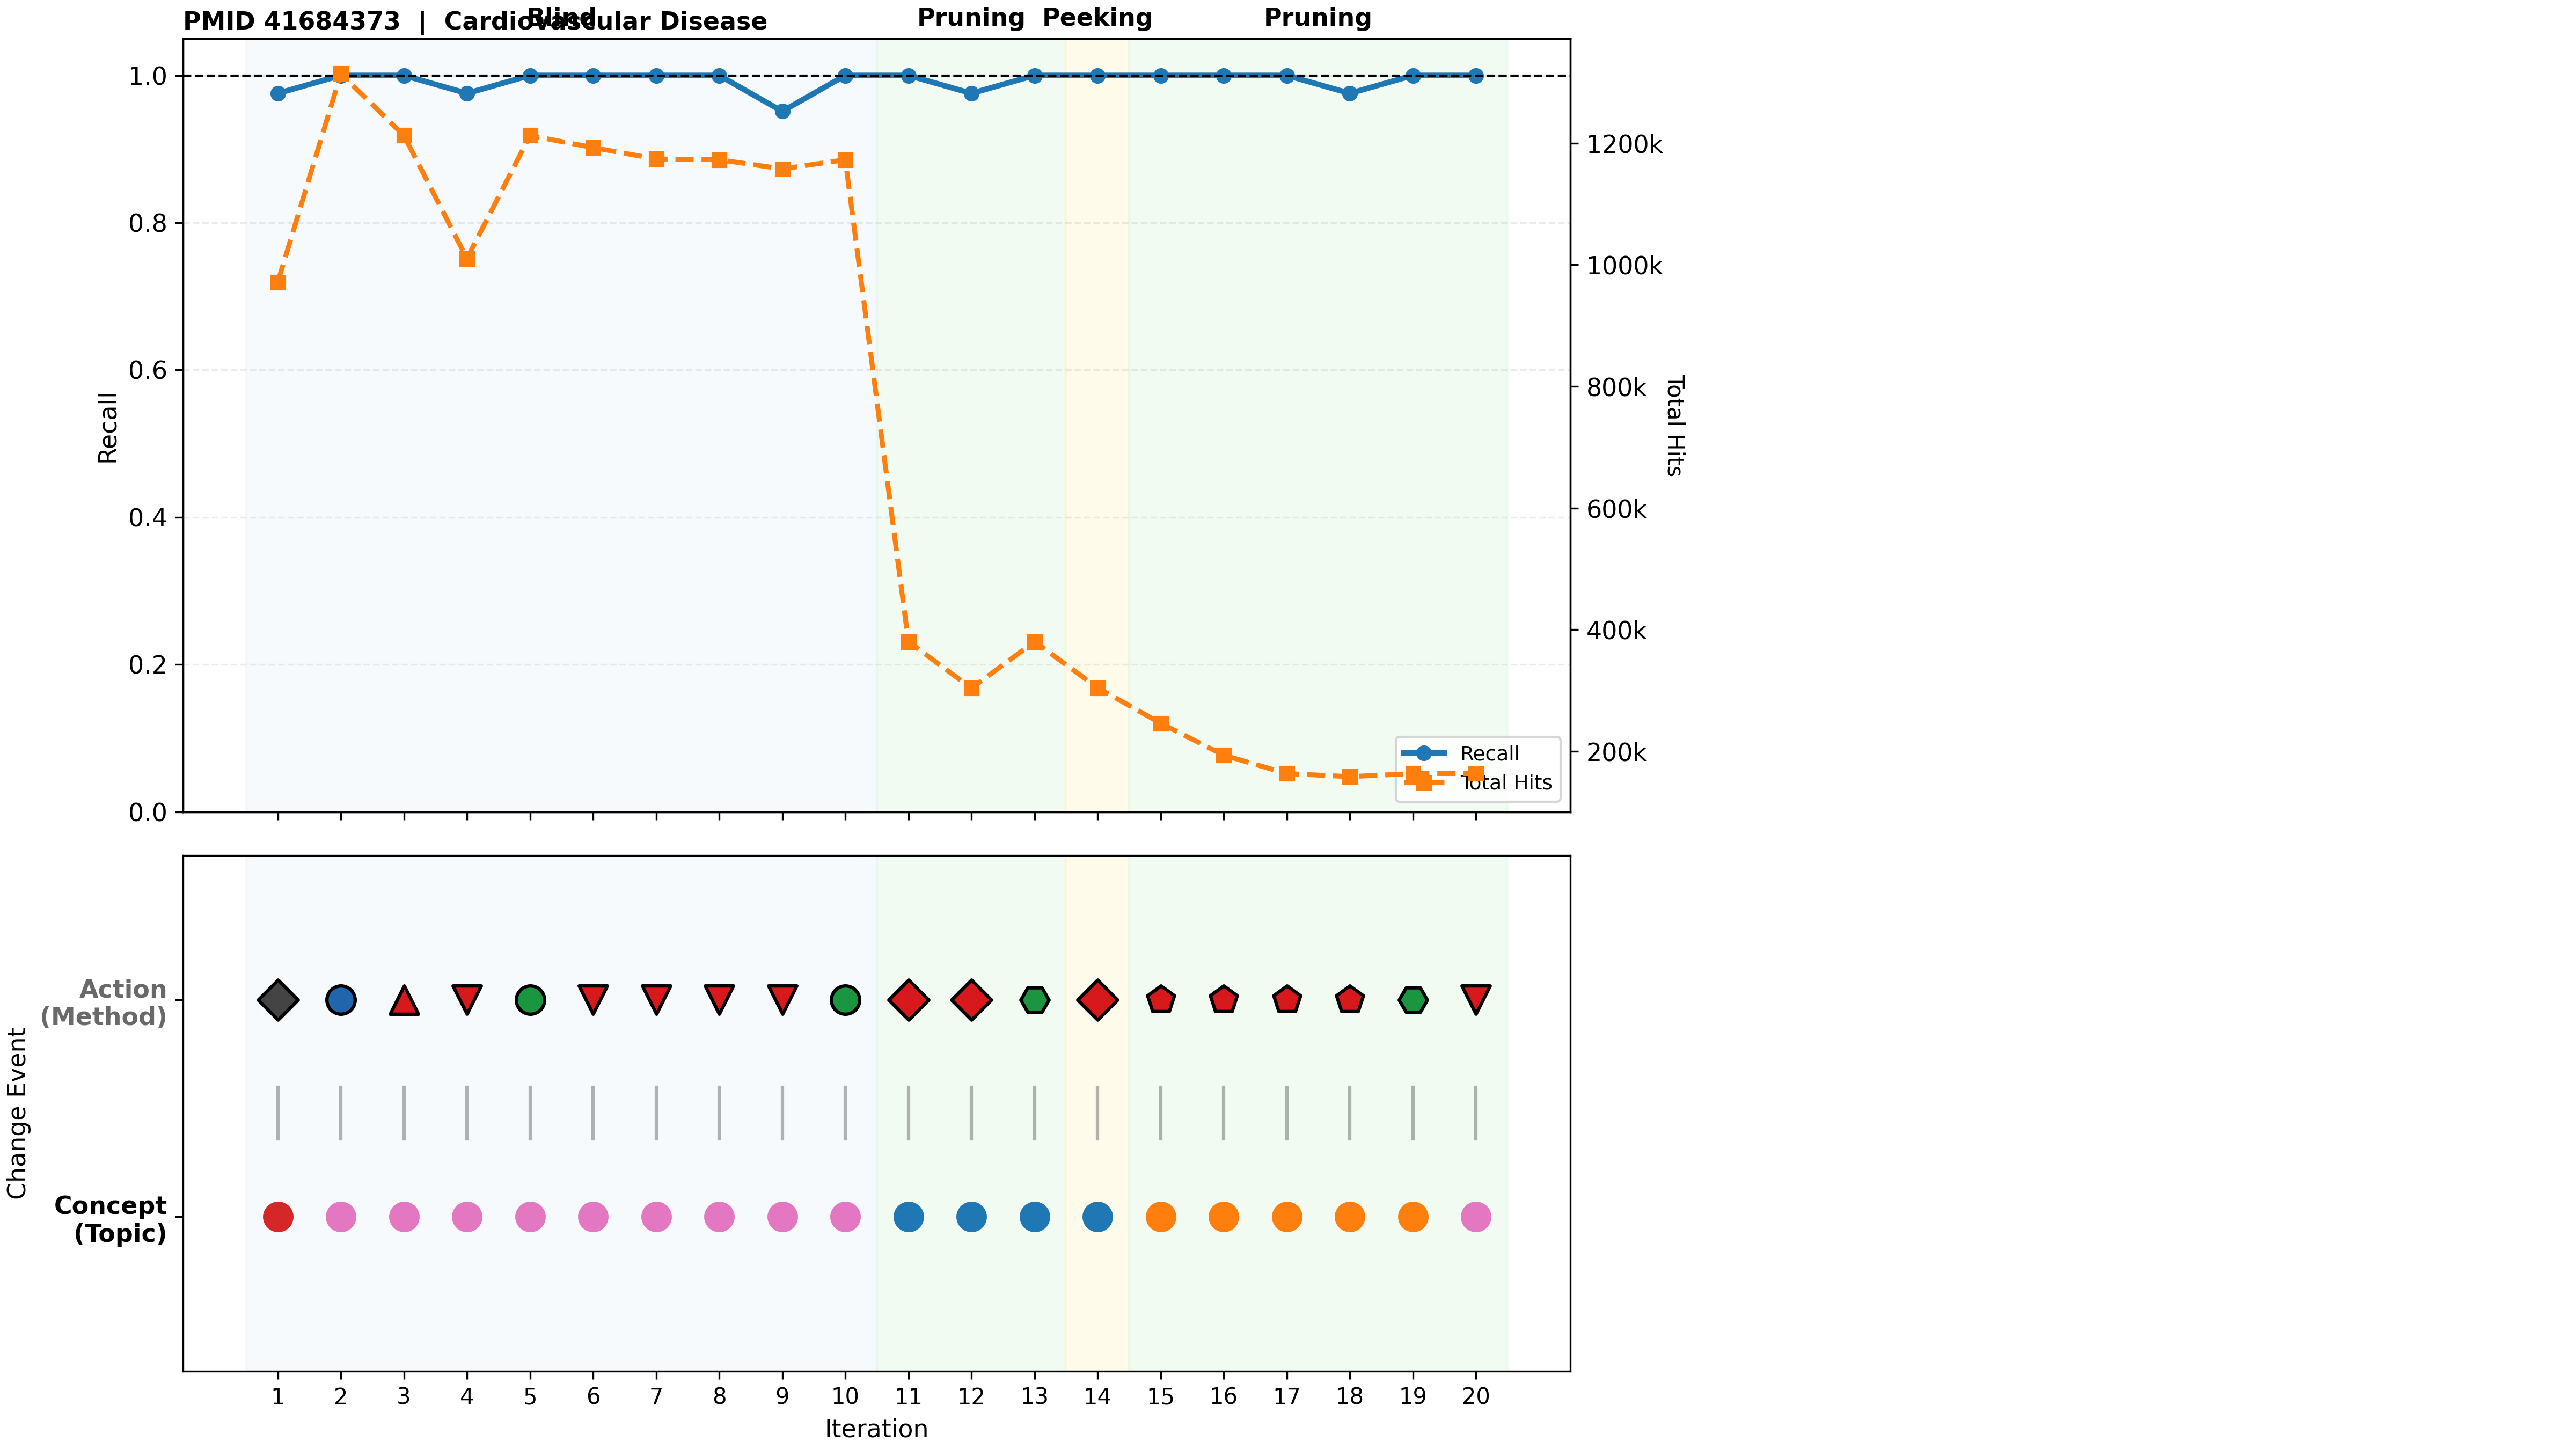 PMID 41684373 | Cardiovascular Disease
Blind
Pruning
Peeking
Pruning
1.0
0.8
0.6
0.4
0.2
0.0
Recall
1200k
1000k
800k
600k
400k
200k
Total Hits
Recall
Total Hits
Action
(Method)
Concept
(Topic)
Change Event
1 2 3 4 5 6 7 8 9 10 11 12 13 14 15 16 17 18 19 20
Iteration